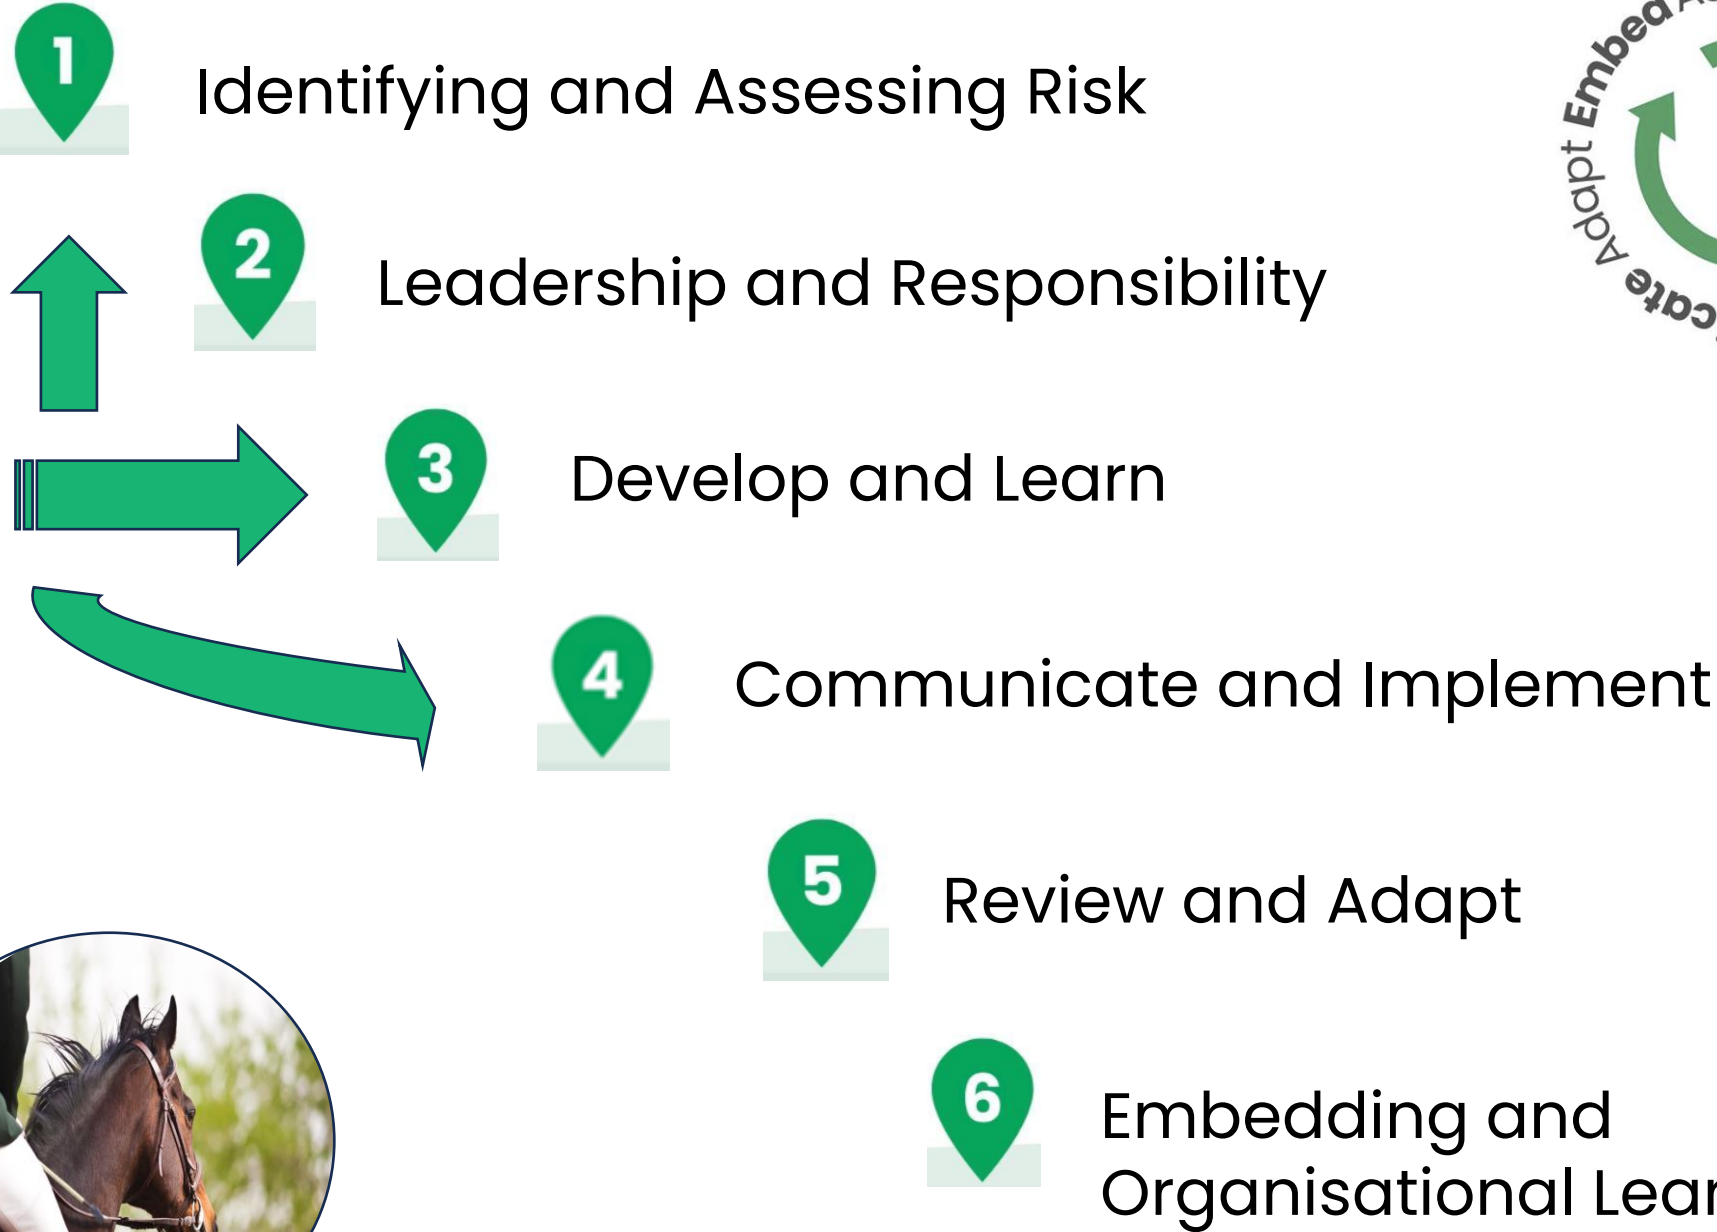 1
Identifying and Assessing Risk
2
Leadership and Responsibility
3
Develop and Learn
4
Communicate and Implement
5
Review and Adapt
6
Embedding and
Organisational
Adapt Embed